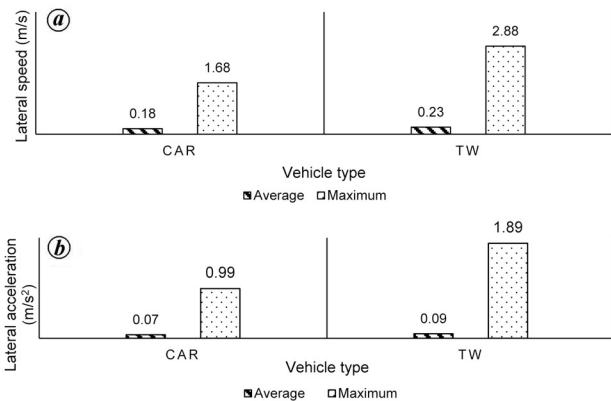 a
Lateral speed (m/s)
0.18
1.68
0.23
2.88
CAR
TW
Vehicle type
Average
Maximum
b
Lateral acceleration
(m/s²)
0.07
0.99
0.09
1.89
CAR
TW
Vehicle type
Average
Maximum